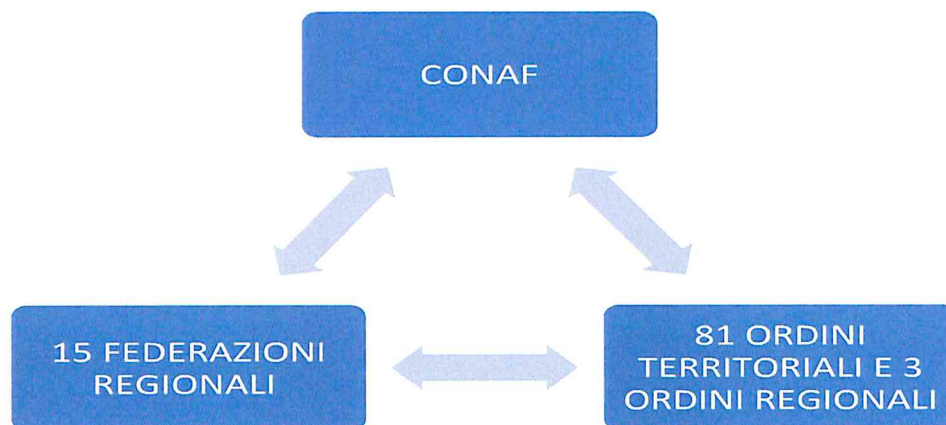 CONAF
15 FEDERAZIONI
REGIONALI
81 ORDINI
TERRITORIALI E 3
ORDINI REGIONALI